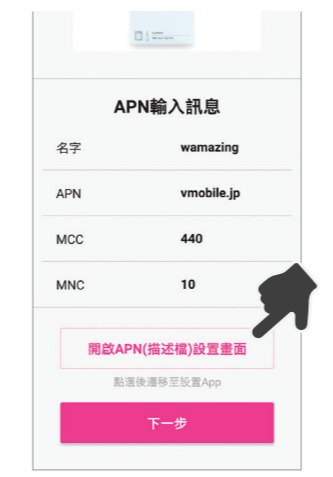 APN輸入訊息
名字 wamazing
APN vmobile.jp
MCC 440
MNC 10
開啟APN(描述檔)設置畫面
點選後遷移至設置App
下一步